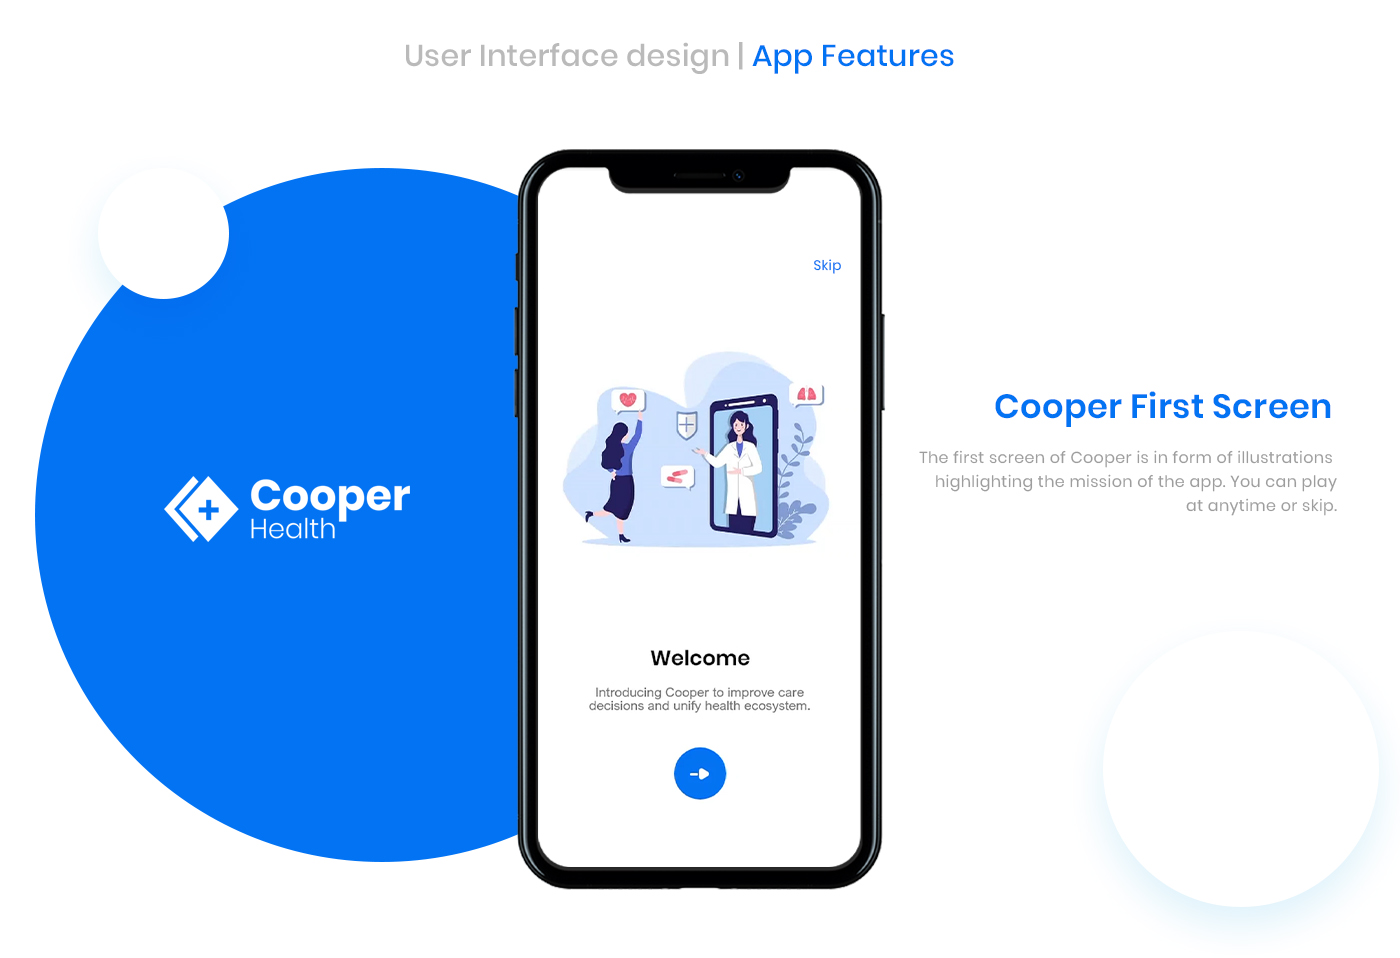 User Interface design | App Features
Cooper
Health
Skip
Welcome
Introducing Cooper to improve care
decisions and unify health ecosystem.
Cooper First Screen
The first screen of Cooper is in form of illustrations
highlighting the mission of the app. You can play
at anytime or skip.